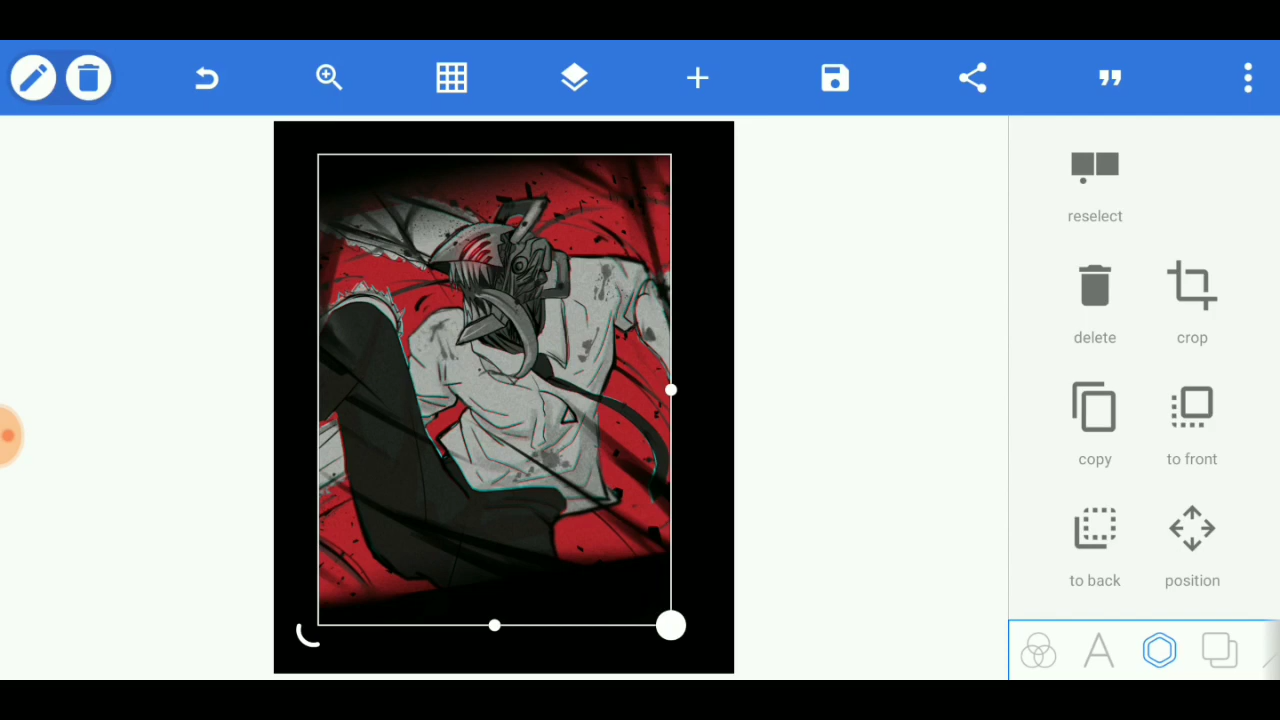 reselect
delete
crop
copy
to front
to back
position